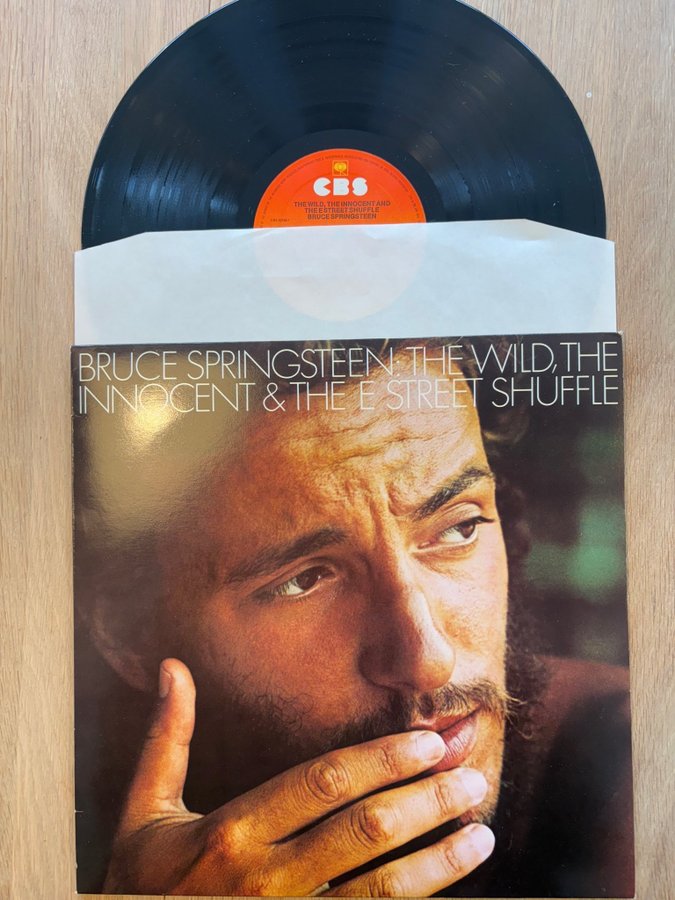 CBS
THE WILD, THE INNOCENT AND
THE E STREET SHUFFLE
BRUCE SPRINGSTEEN
BRUCE SPRINGSTEEN: THE WILD, THE
INNOCENT & THE E STREET SHUFFLE